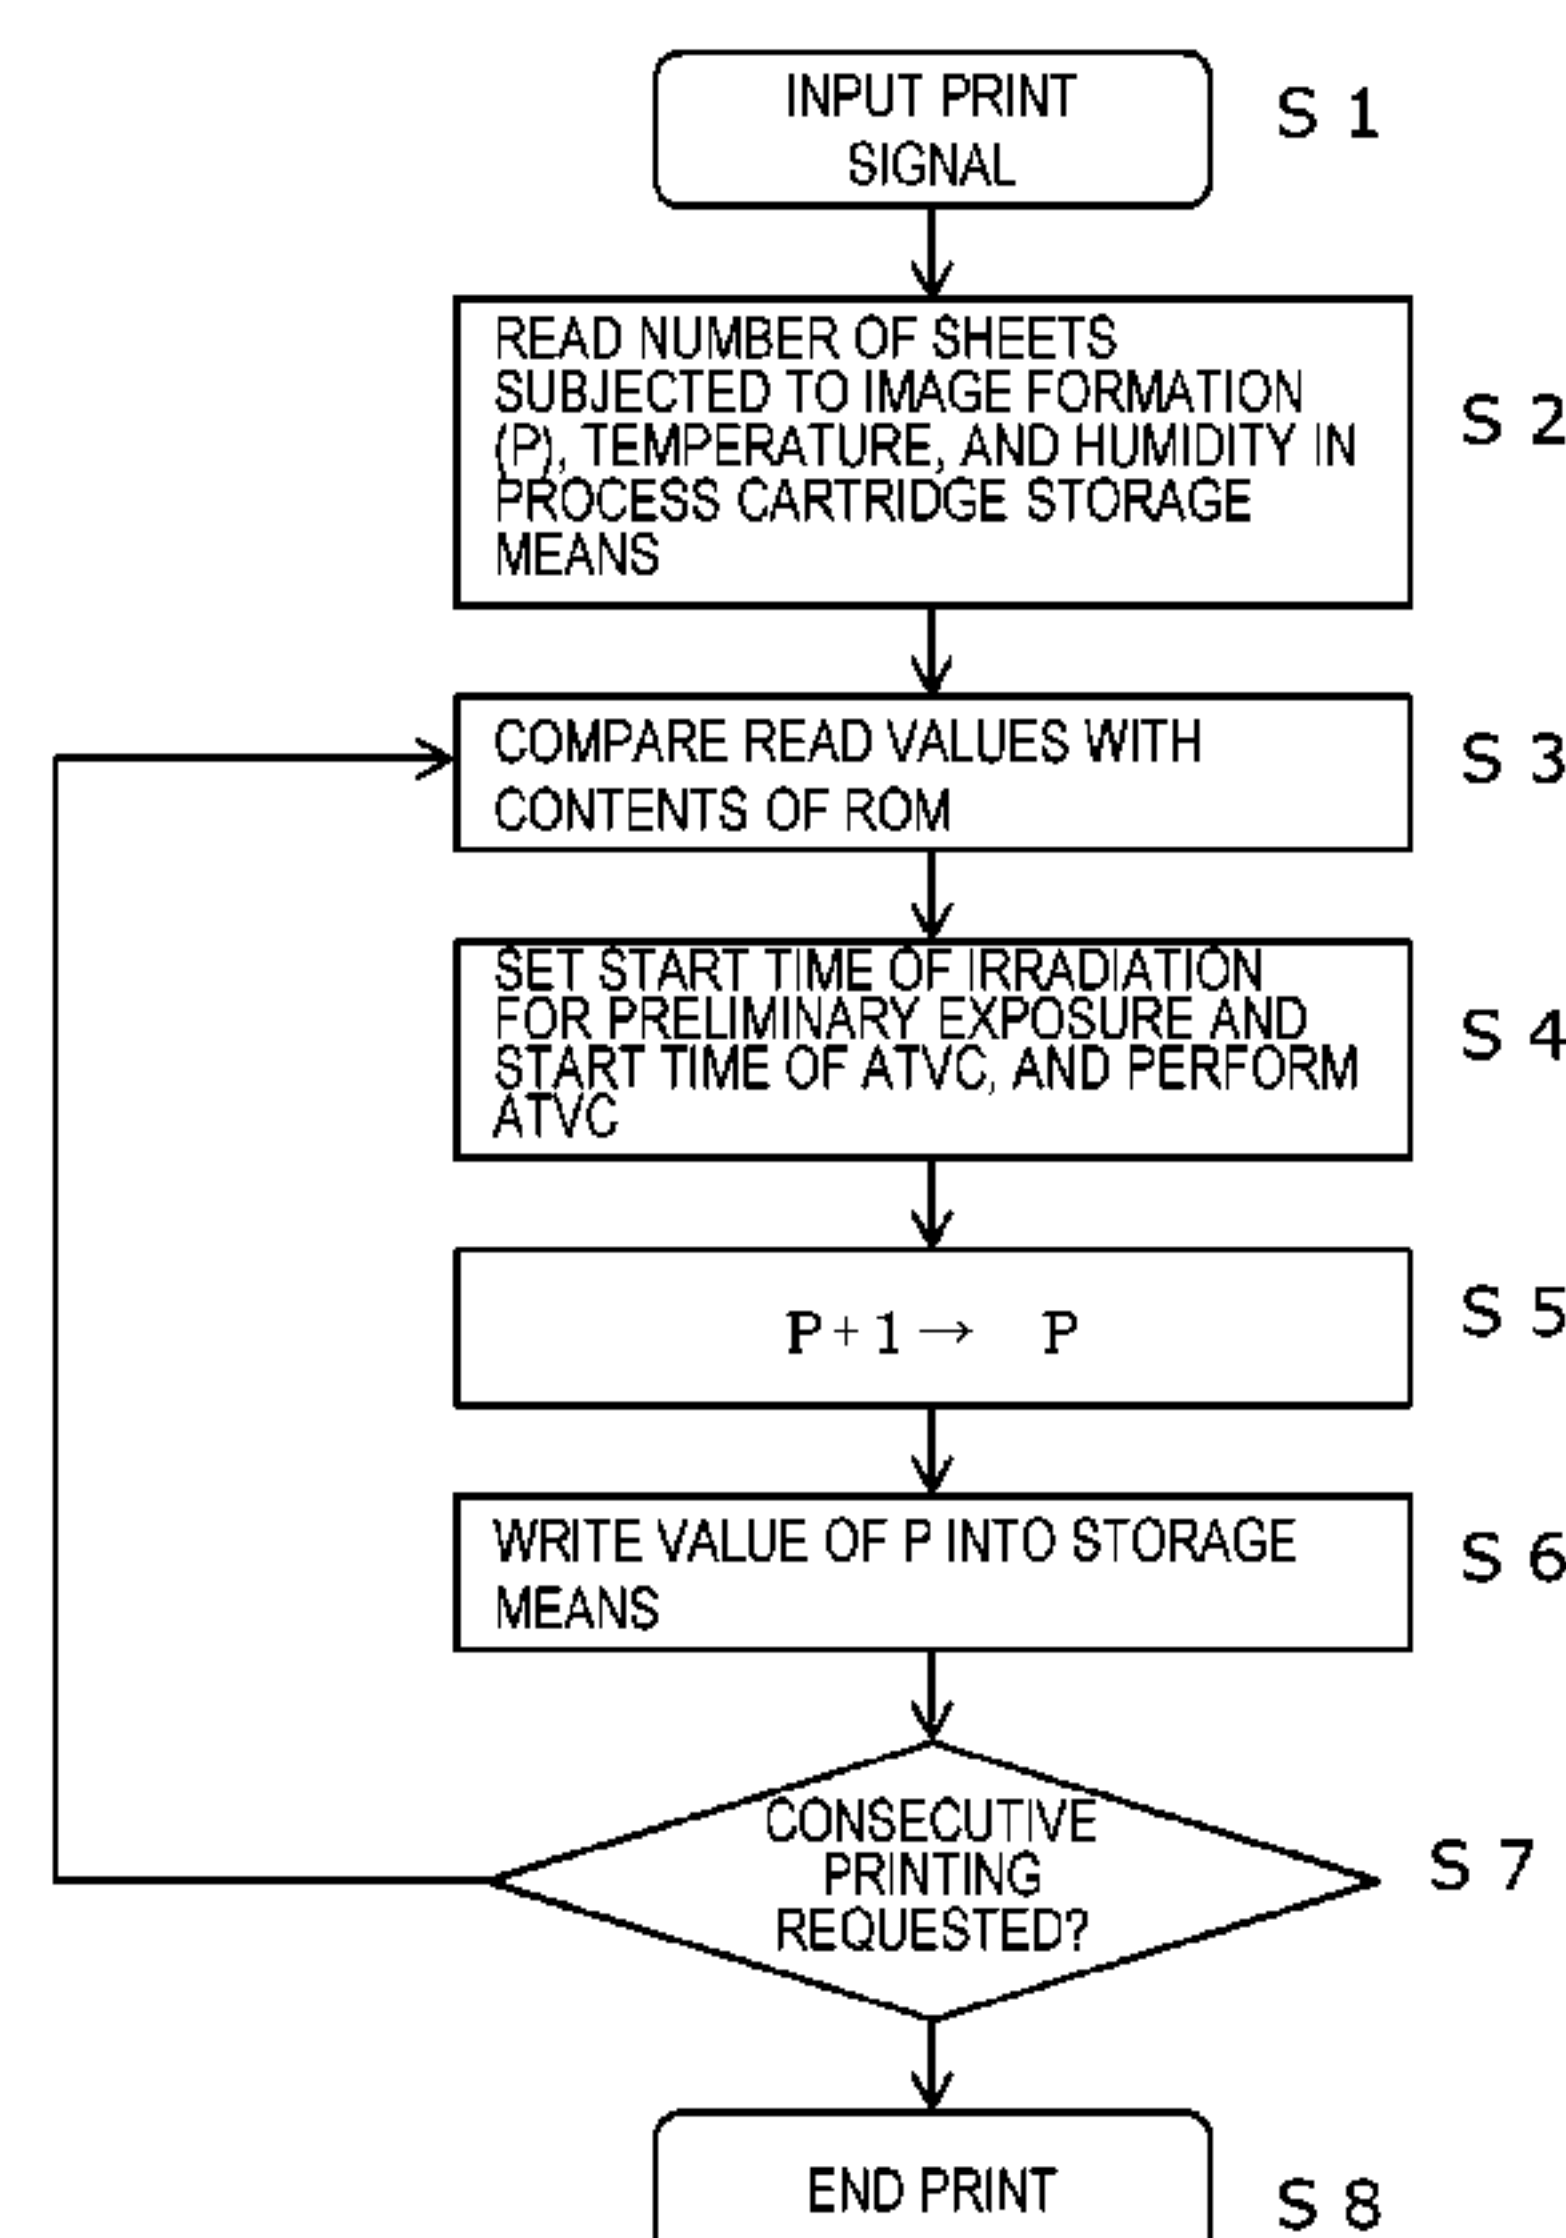 INPUT PRINT
SIGNAL
S 1
READ NUMBER OF SHEETS
SUBJECTED TO IMAGE FORMATION
(P), TEMPERATURE, AND HUMIDITY IN
PROCESS CARTRIDGE STORAGE
MEANS
S 2
COMPARE READ VALUES WITH
CONTENTS OF ROM
S 3
SET START TIME OF IRRADIATION
FOR PRELIMINARY EXPOSURE AND
START TIME OF ATVC, AND PERFORM
ATVC
S 4
P + 1 → P
S 5
WRITE VALUE OF P INTO STORAGE
MEANS
S 6
CONSECUTIVE
PRINTING
REQUESTED?
S 7
END PRINT
S 8